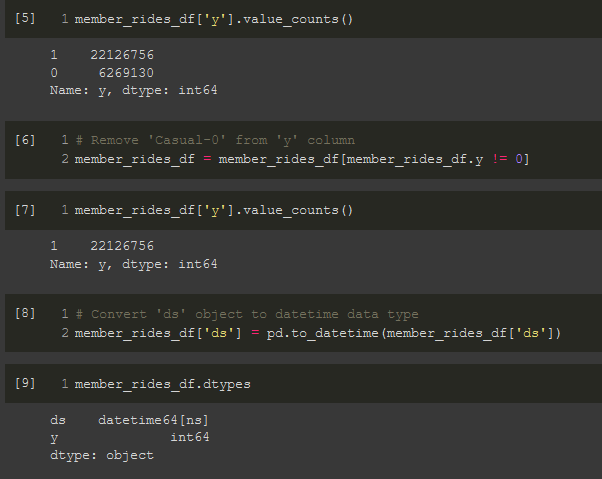 [5] 1 member_rides_df['y'].value_counts()
1 22126756
0 6269130
Name: y, dtype: int64
[6] 1 # Remove 'Casual-0' from 'y' column
2 member_rides_df = member_rides_df[member_rides_df.y != 0]
[7] 1 member_rides_df['y'].value_counts()
1 22126756
Name: y, dtype: int64
[8] 1 # Convert 'ds' object to datetime data type
2 member_rides_df['ds'] = pd.to_datetime(member_rides_df['ds'])
[9] 1 member_rides_df.dtypes
ds datetime64[ns]
y int64
dtype: object